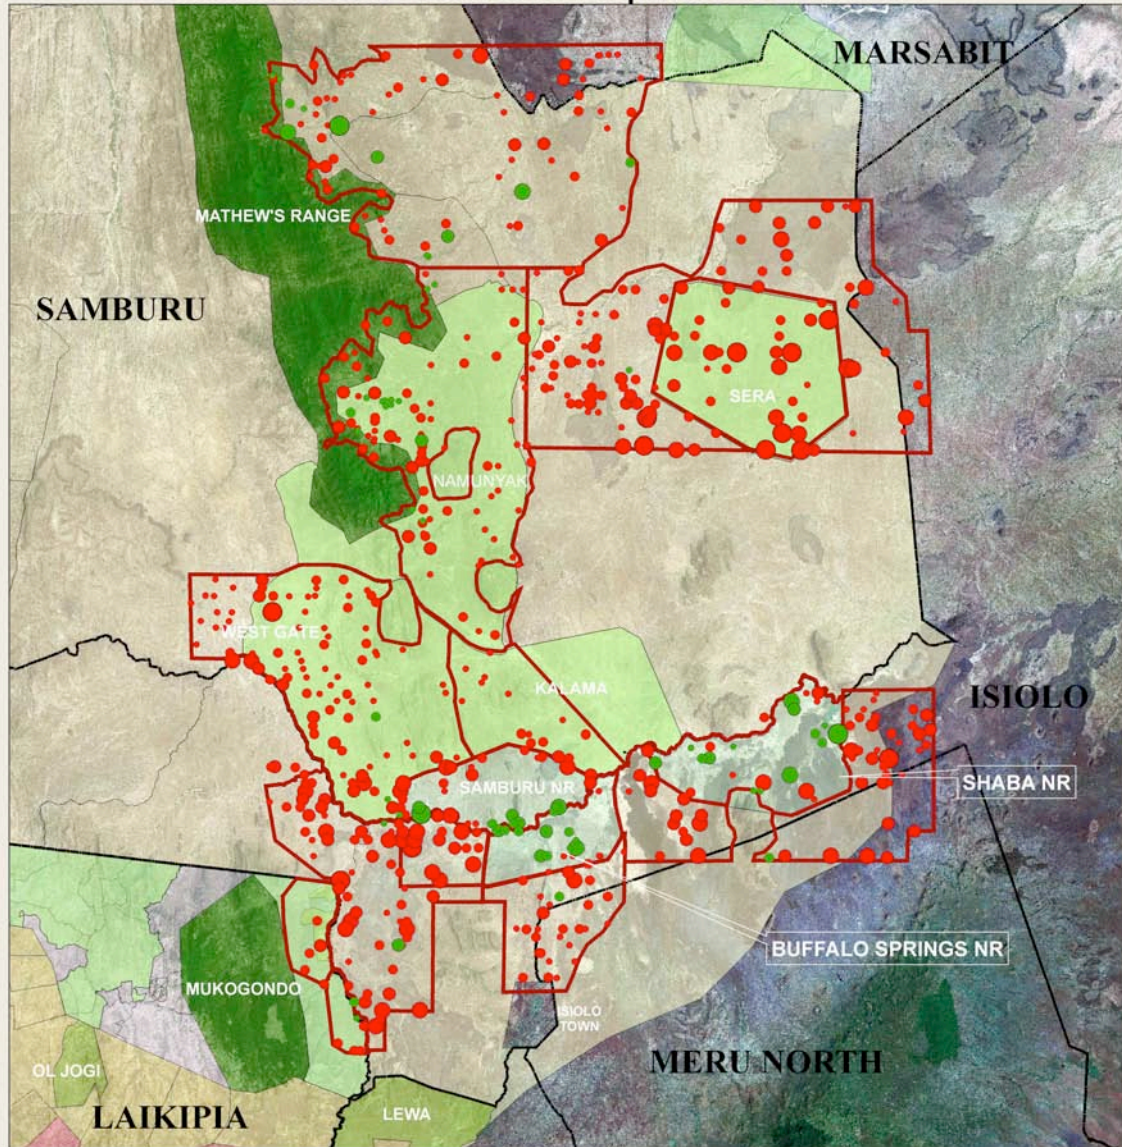 MARSABIT
MATHEW'S RANGE
SAMBURU
SERA
NAMUNYAK
WEST GATE
KALAMA
ISIOLO
SAMBURU NR
SHABA NR
BUFFALO SPRINGS NR
MUKOGONDO
ISIOLO
TOWN
MERU NORTH
OL JOGI
LAIKIPIA
LEWA